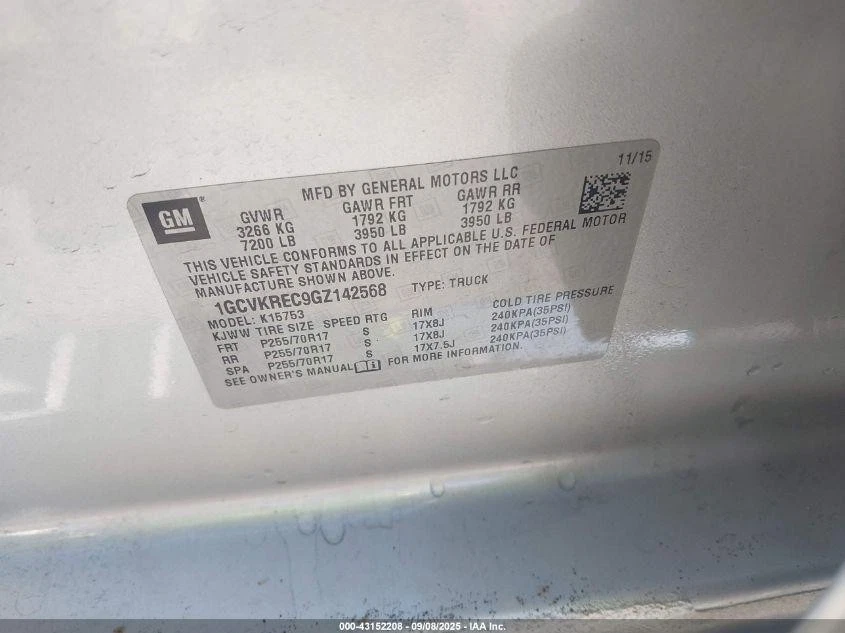 GM ®
MFD BY GENERAL MOTORS LLC
11/15
GVWR GAWR FRT GAWR RR
3266 KG 1792 KG 1792 KG
7200 LB 3950 LB 3950 LB
THIS VEHICLE CONFORMS TO ALL APPLICABLE U.S. FEDERAL MOTOR
VEHICLE SAFETY STANDARDS IN EFFECT ON THE DATE OF
MANUFACTURE SHOWN ABOVE.
1GCVKREC9GZ142568 TYPE: TRUCK
MODEL: K15753
KJWW TIRE SIZE SPEED RTG RIM COLD TIRE PRESSURE
FRT P255/70R17 S 17X8J 240KPA(35PSI)
RR P255/70R17 S 17X8J 240KPA(35PSI)
SPA P255/70R17 S 17X7.5J 240KPA(35PSI)
SEE OWNER'S MANUAL FOR MORE INFORMATION.
000-43152208 - 09/08/2025 - IAA Inc.